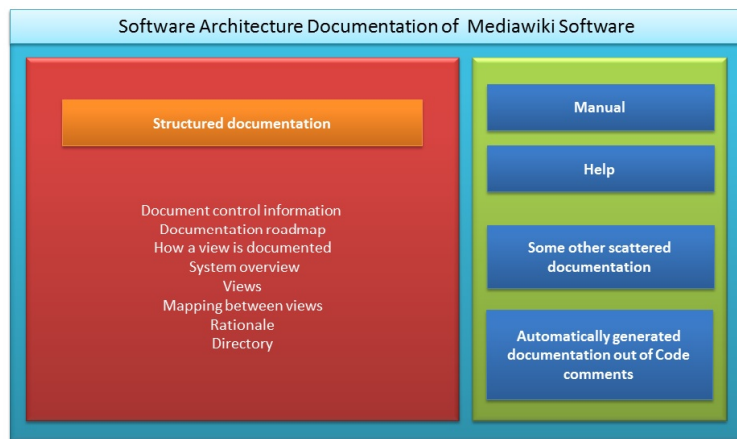 Software Architecture Documentation of Mediawiki Software
Structured documentation
Document control information
Documentation roadmap
How a view is documented
System overview
Views
Mapping between views
Rationale
Directory
Manual
Help
Some other scattered
documentation
Automatically generated
documentation out of Code
comments